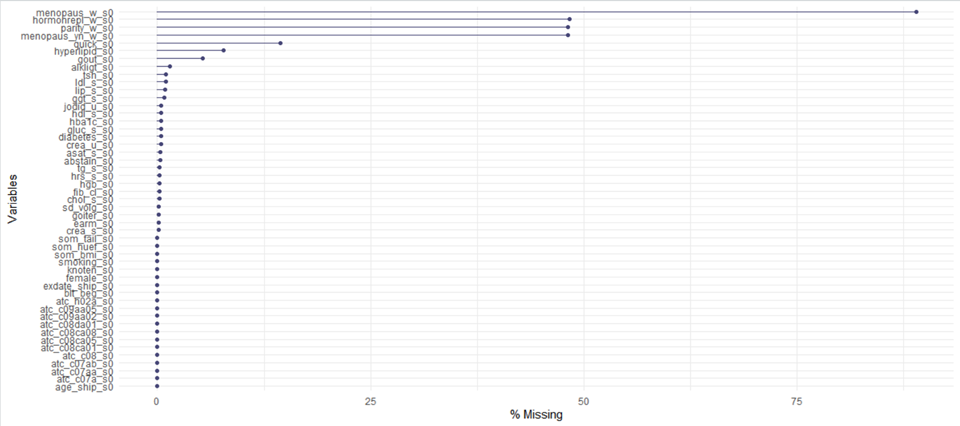 menopaus_w_s0
hormonrepl_w_s0
parity_w_s0
menopaus_yn_w_s0
quick_s0
hyperlipid_s0
gout_s0
alkligt_s0
tsh_s0
ldl_s_s0
lip_s_s0
ggt_s_s0
jodid_u_s0
hdl_s_s0
hba1c_s0
gluc_s_s0
diabetes_s0
crea_u_s0
asat_s_s0
abstain_s0
tg_s_s0
hrs_s_s0
hgb_s0
fib_cl_s0
chol_s_s0
sd_volg_s0
goiter_s0
earm_s0
crea_s_s0
som_tail_s0
som_huef_s0
som_bmi_s0
smoking_s0
knoten_s0
female_s0
exdate_ship_s0
blt_beg_s0
atc_n02a_s0
atc_c09aa05_s0
atc_c09aa02_s0
atc_c08da01_s0
atc_c08ca08_s0
atc_c08ca05_s0
atc_c08ca01_s0
atc_c08_s0
atc_c07ab_s0
atc_c07aa_s0
atc_c07a_s0
age_ship_s0
Variables
0 25 50 75
% Missing